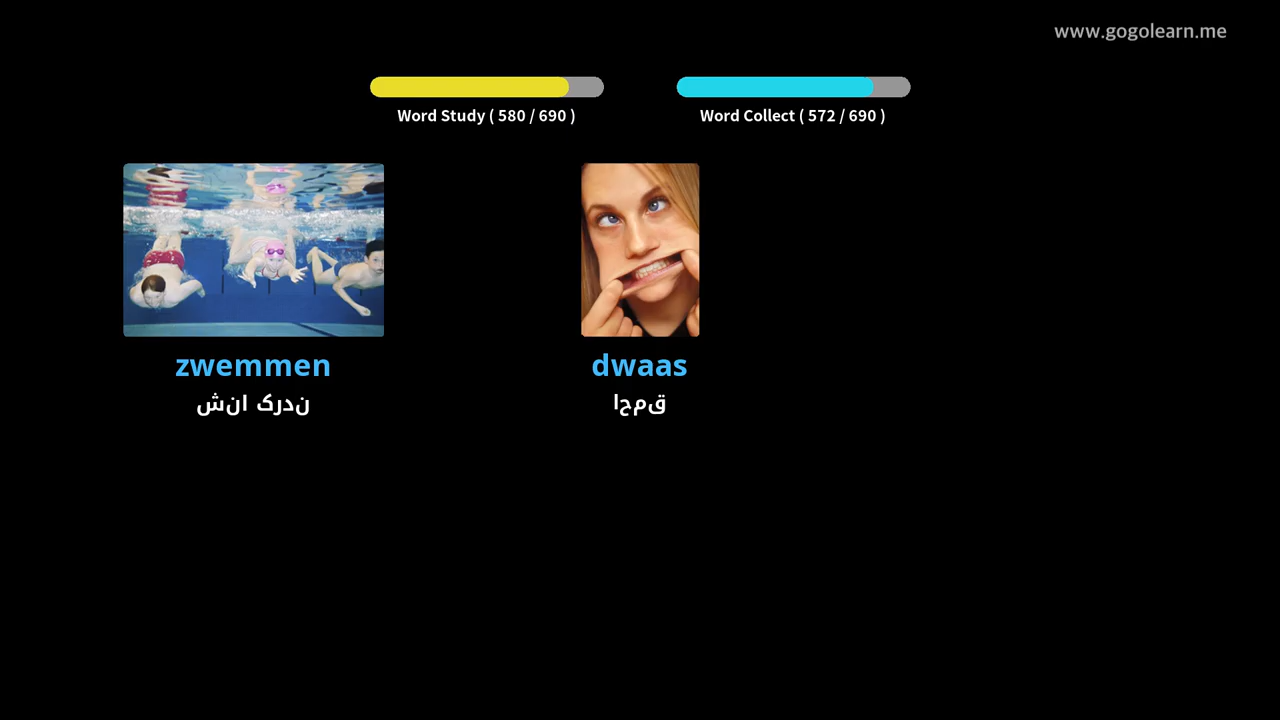 www.gogolearn.me
Word Study ( 580 / 690 )
Word Collect ( 572 / 690 )
zwemmen
شنا کردن
dwaas
احمق